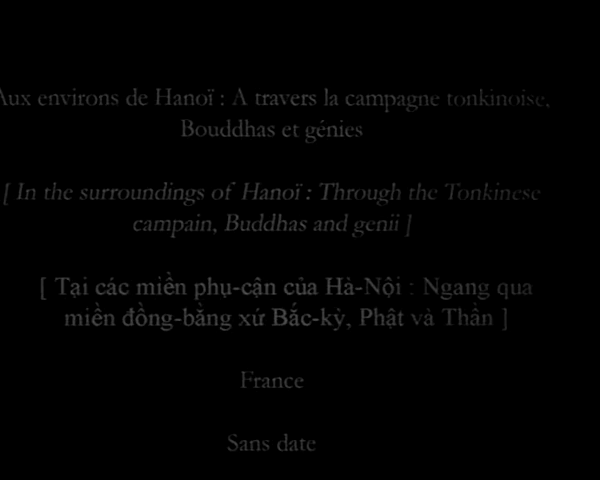 Aux environs de Hanoï : A travers la campagne tonkinoise,
Bouddhas et génies
[ In the surroundings of Hanoï : Through the Tonkinese
campain, Buddhas and genii ]
[ Tại các miền phụ-cận của Hà-Nội : Ngang qua
miền đồng-bằng xứ Bắc-kỳ, Phật và Thần ]
France
Sans date